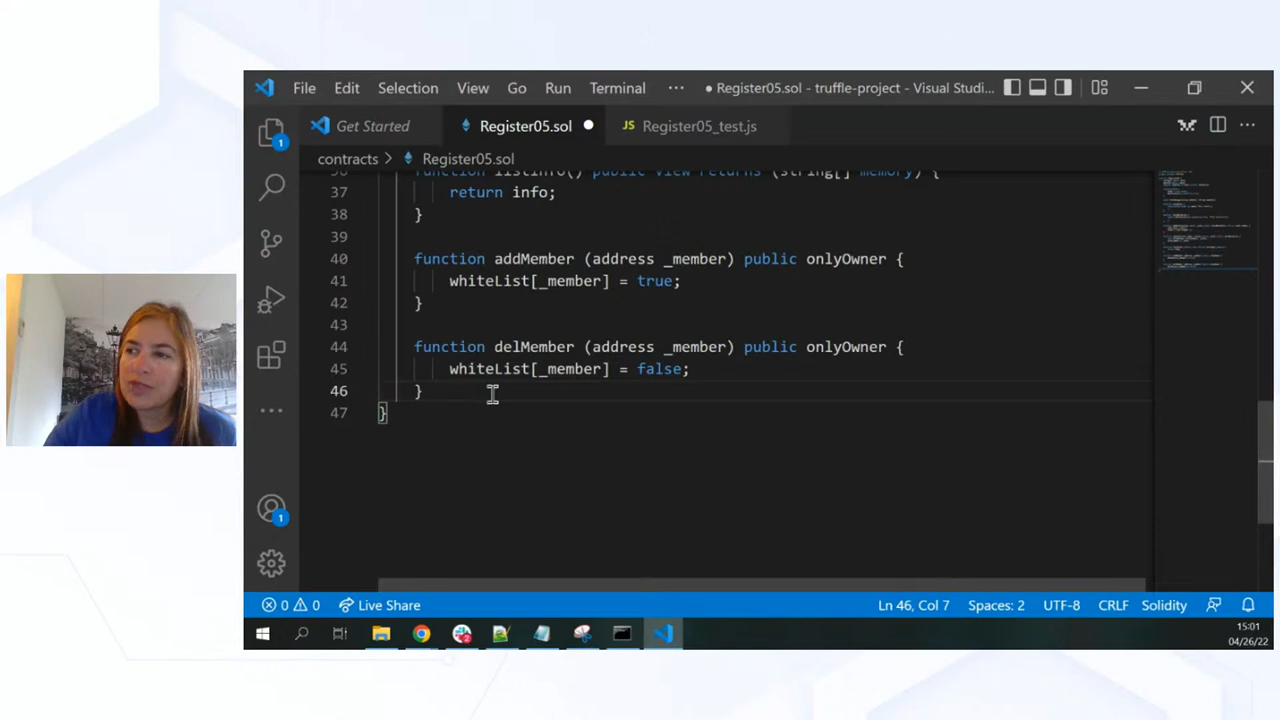 File Edit Selection View Go Run Terminal ··· ● Register05.sol - truffle-project - Visual Studi...
Get Started Register05.sol ● JS Register05_test.js ···
contracts > Register05.sol
36 function listInfo() public view returns (string[] memory) {
37 return info;
38 }
39
40 function addMember (address _member) public onlyOwner {
41 whiteList[_member] = true;
42 }
43
44 function delMember (address _member) public onlyOwner {
45 whiteList[_member] = false;
46 }
47 }
1
1
0 0 Live Share Ln 46, Col 7 Spaces: 2 UTF-8 CRLF Solidity
15:01
04/26/22